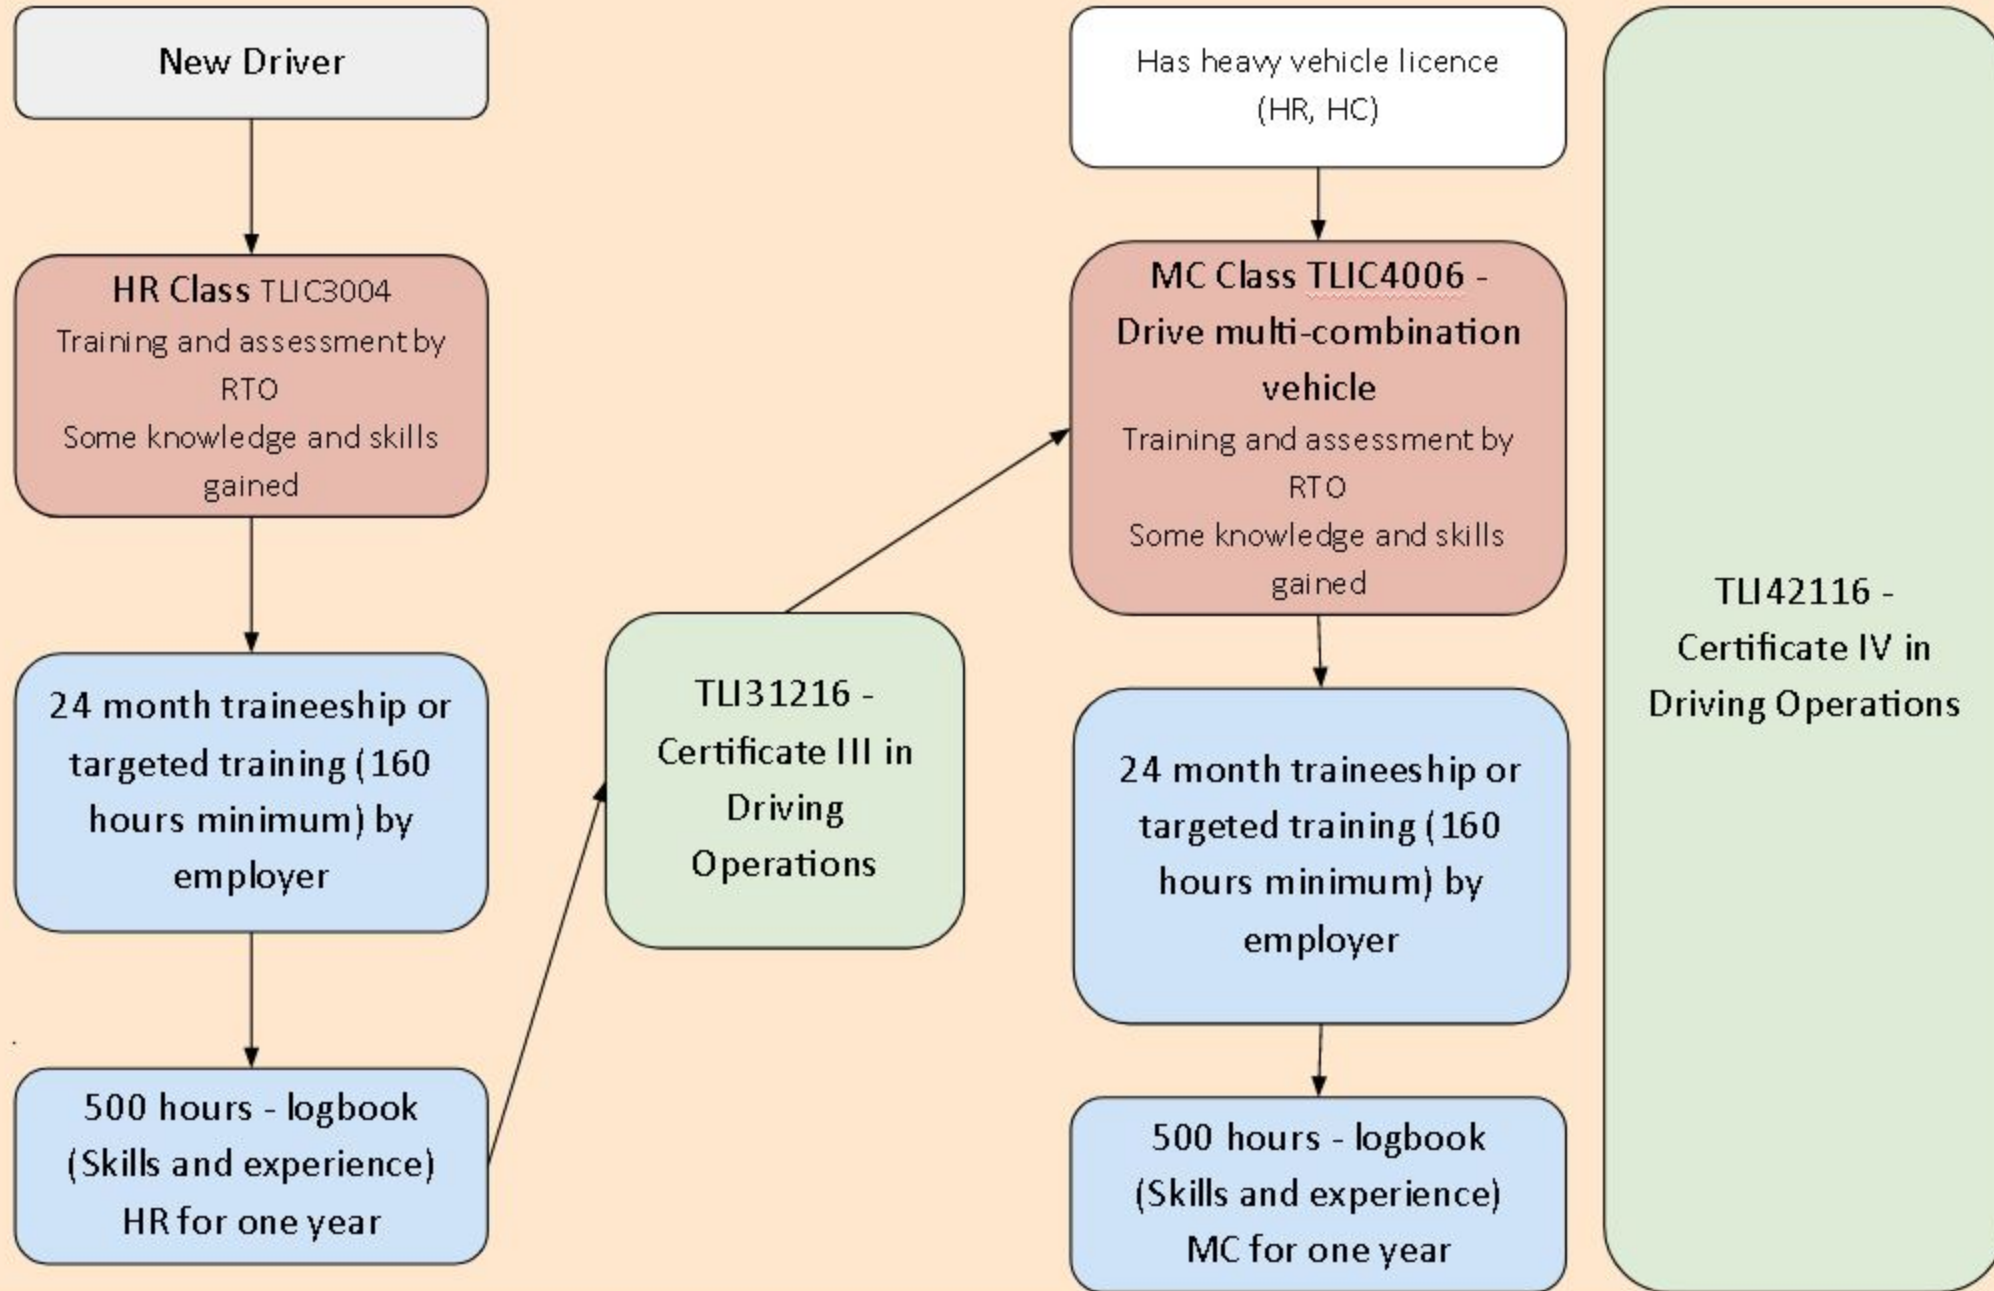 New Driver
HR Class TLIC3004
Training and assessment by
RTO
Some knowledge and skills
gained
24 month traineeship or
targeted training (160
hours minimum) by
employer
500 hours - logbook
(Skills and experience)
HR for one year
TLI31216 -
Certificate III in
Driving
Operations
Has heavy vehicle licence
(HR, HC)
MC Class TLIC4006 -
Drive multi-combination
vehicle
Training and assessment by
RTO
Some knowledge and skills
gained
24 month traineeship or
targeted training (160
hours minimum) by
employer
500 hours - logbook
(Skills and experience)
MC for one year
TLI42116 -
Certificate IV in
Driving Operations